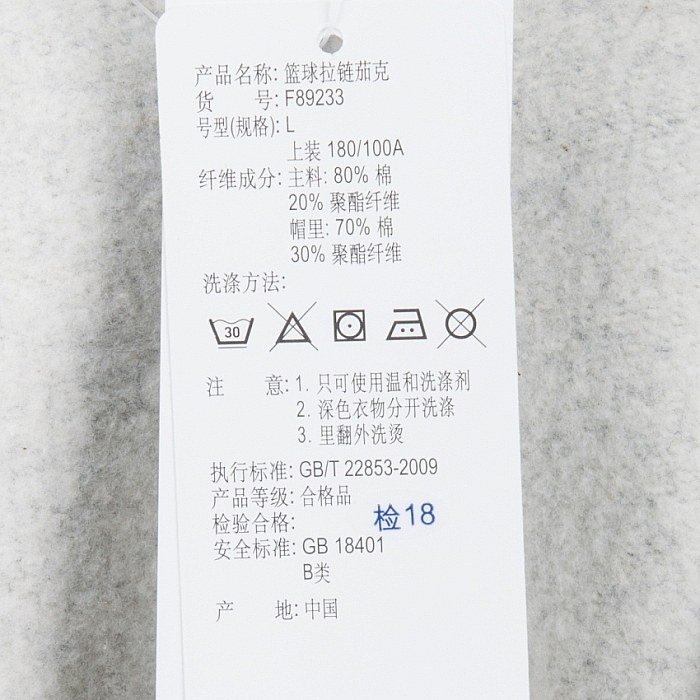 产品名称: 篮球拉链茄克
货 号: F89233
号型(规格): L
上装 180/100A
纤维成分: 主料: 80% 棉
20% 聚酯纤维
帽里: 70% 棉
30% 聚酯纤维
洗涤方法:
30
注 意: 1. 只可使用温和洗涤剂
2. 深色衣物分开洗涤
3. 里翻外洗烫
执行标准: GB/T 22853-2009
产品等级: 合格品
检验合格: 检18
安全标准: GB 18401
B类
产 地: 中国